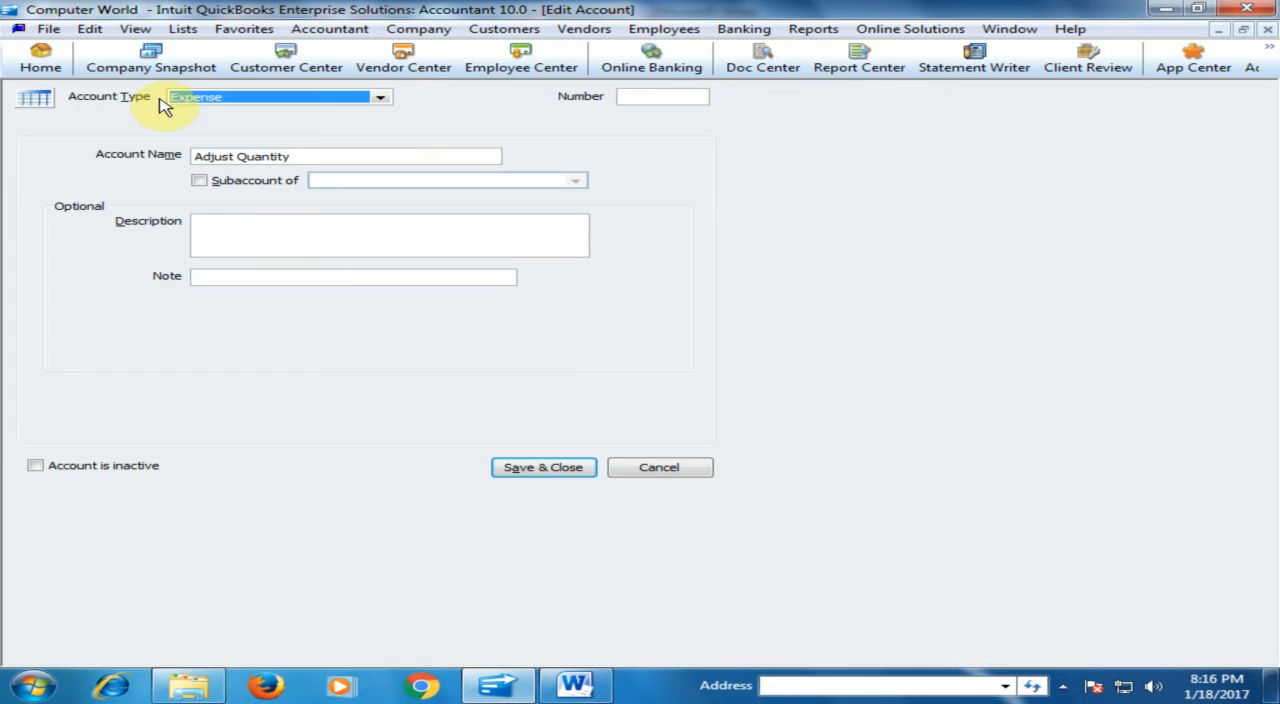 Computer World - Intuit QuickBooks Enterprise Solutions: Accountant 10.0 - [Edit Account]
File Edit View Lists Favorites Accountant Company Customers Vendors Employees Banking Reports Online Solutions Window Help
Home Company Snapshot Customer Center Vendor Center Employee Center Online Banking Doc Center Report Center Statement Writer Client Review App Center Ac
Account Type Expense Number
Account Name Adjust Quantity
Subaccount of
Optional
Description
Note
Account is inactive Save & Close Cancel
Address 8:16 PM
1/18/2017